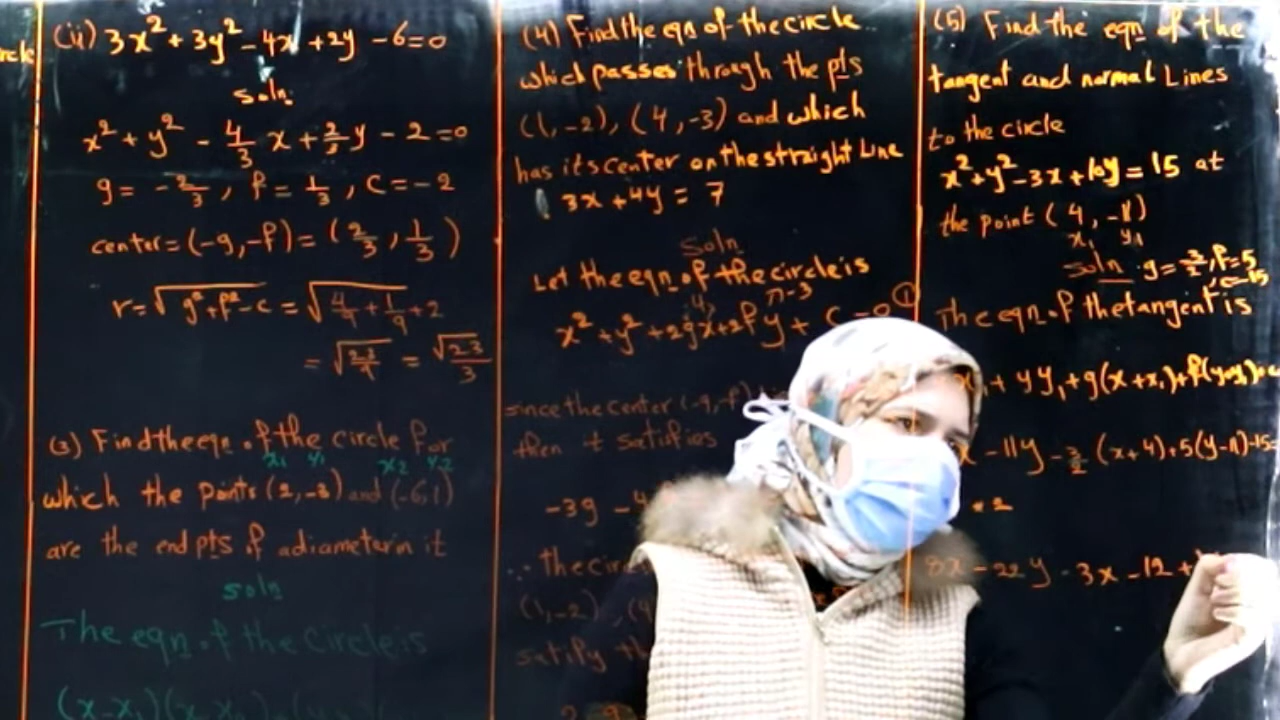 rck
(ii) 3x² + 3y² - 4x + 2y - 6 = 0
soln.
x² + y² - 4/3 x + 2/3 y - 2 = 0
g = -2/3, f = 1/3, c = -2
center = (-g, -f) = (2/3, 1/3)
r = √g²+f²-c = √4/9 + 1/9 + 2
= √23/9 = √23/3
(3) Find the eqn. of the circle for
x₁ y₁ x₂ y₂
which the points (2, -3) and (-6, 1)
are the end pts of a diameter in it
soln
The eqn. of the circle is
(4) Find the eqn of the circle
which passes through the pts
(1, -2), (4, -3) and which
has its center on the straight Line
3x + 4y = 7
soln
Let the eqn. of the circle is
x² + y² + 2gx + 2fy + c = 0 ①
since the center (-g, -f)
then it satisfies
-3g - 4
∴ the circ
(1, -2), (4
satisfy th
(5) Find the eqn of the
tangent and normal Lines
to the circle
x² + y² - 3x + 10y = 15 at
the point (4, -11)
x₁ y₁
soln g = -3/2, f = 5
, c = -15
The eqn. of the tangent is
+ yy₁ + g(x + x₁) + f(y+y₁)+c
x - 11y - 3/2 (x + 4) + 5(y - 11) - 15 =
* 2
8x - 22y - 3x - 12 +